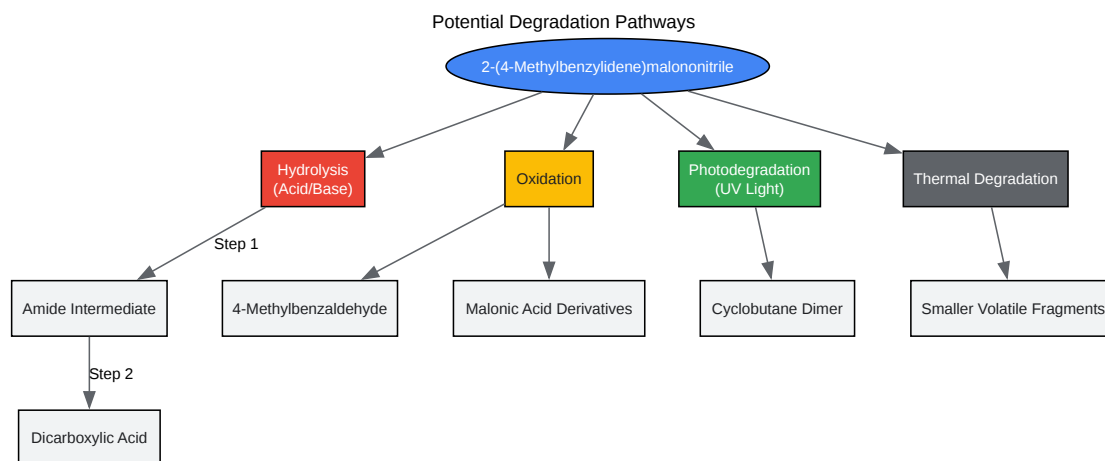 Potential Degradation Pathways
2-(4-Methylbenzylidene)malononitrile
Hydrolysis
(Acid/Base)
Oxidation
Photodegradation
(UV Light)
Thermal Degradation
Step 1
Amide Intermediate
4-Methylbenzaldehyde
Malonic Acid Derivatives
Cyclobutane Dimer
Smaller Volatile Fragments
Step 2
Dicarboxylic Acid